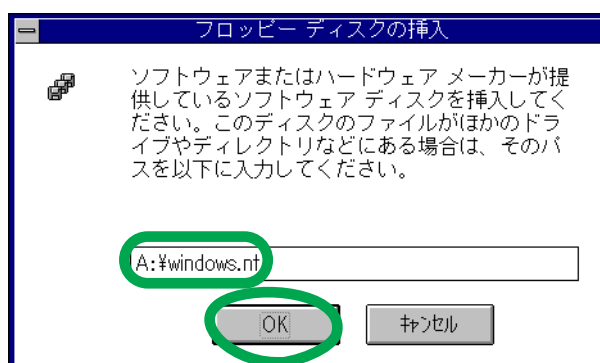 フロッピー ディスクの挿入
ソフトウェアまたはハードウェア メーカーが提
供しているソフトウェア ディスクを挿入してく
ださい。このディスクのファイルがほかのドラ
イブやディレクトリなどにある場合は、そのパ
スを以下に入力してください。
A:¥windows.nt
OK キャンセル